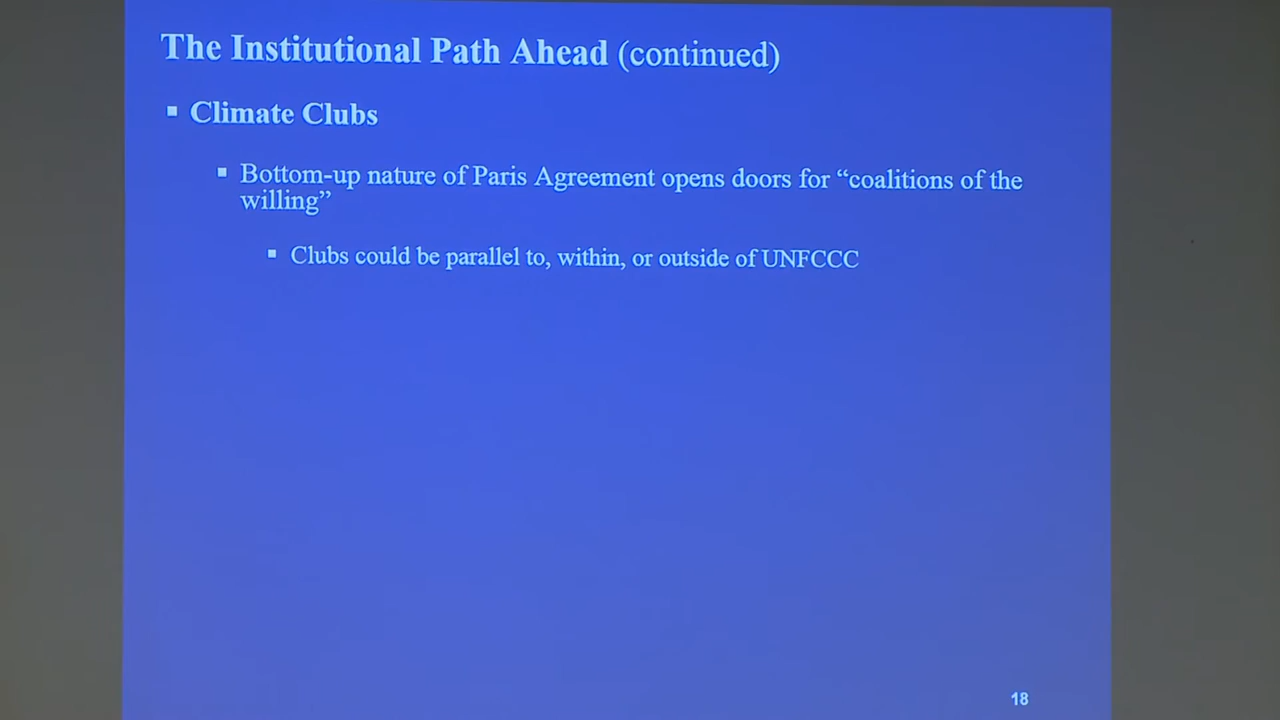 The Institutional Path Ahead (continued)
▪ Climate Clubs
▪ Bottom-up nature of Paris Agreement opens doors for “coalitions of the
willing”
▪ Clubs could be parallel to, within, or outside of UNFCCC
18